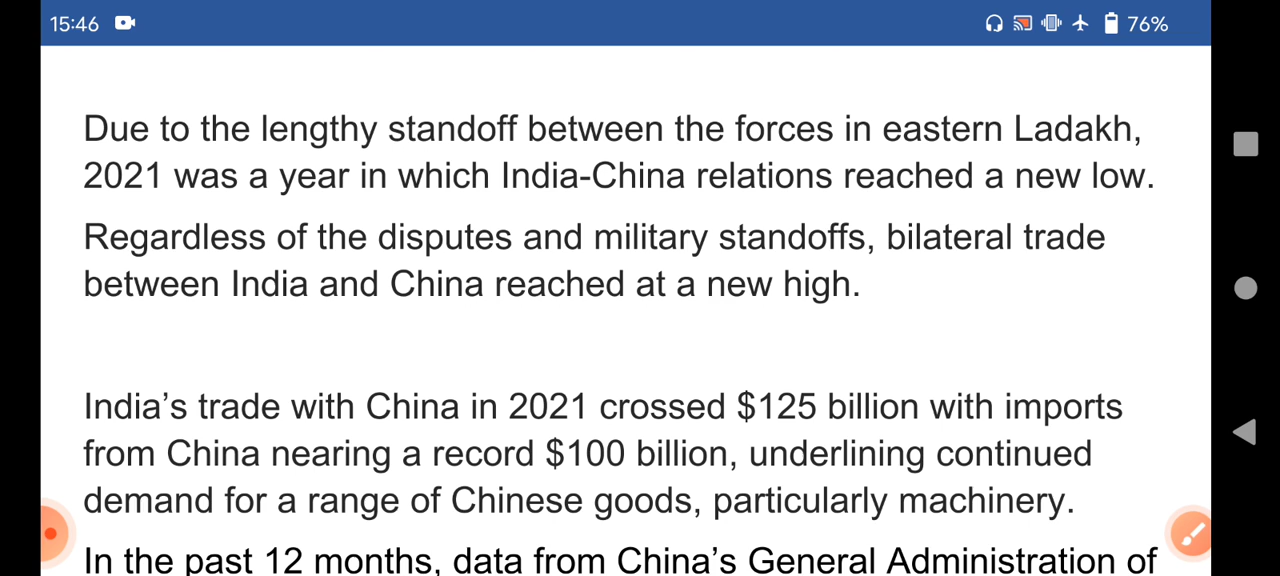 15:46
76%
Due to the lengthy standoff between the forces in eastern Ladakh,
2021 was a year in which India-China relations reached a new low.
Regardless of the disputes and military standoffs, bilateral trade
between India and China reached at a new high.
India’s trade with China in 2021 crossed $125 billion with imports
from China nearing a record $100 billion, underlining continued
demand for a range of Chinese goods, particularly machinery.
In the past 12 months, data from China’s General Administration of